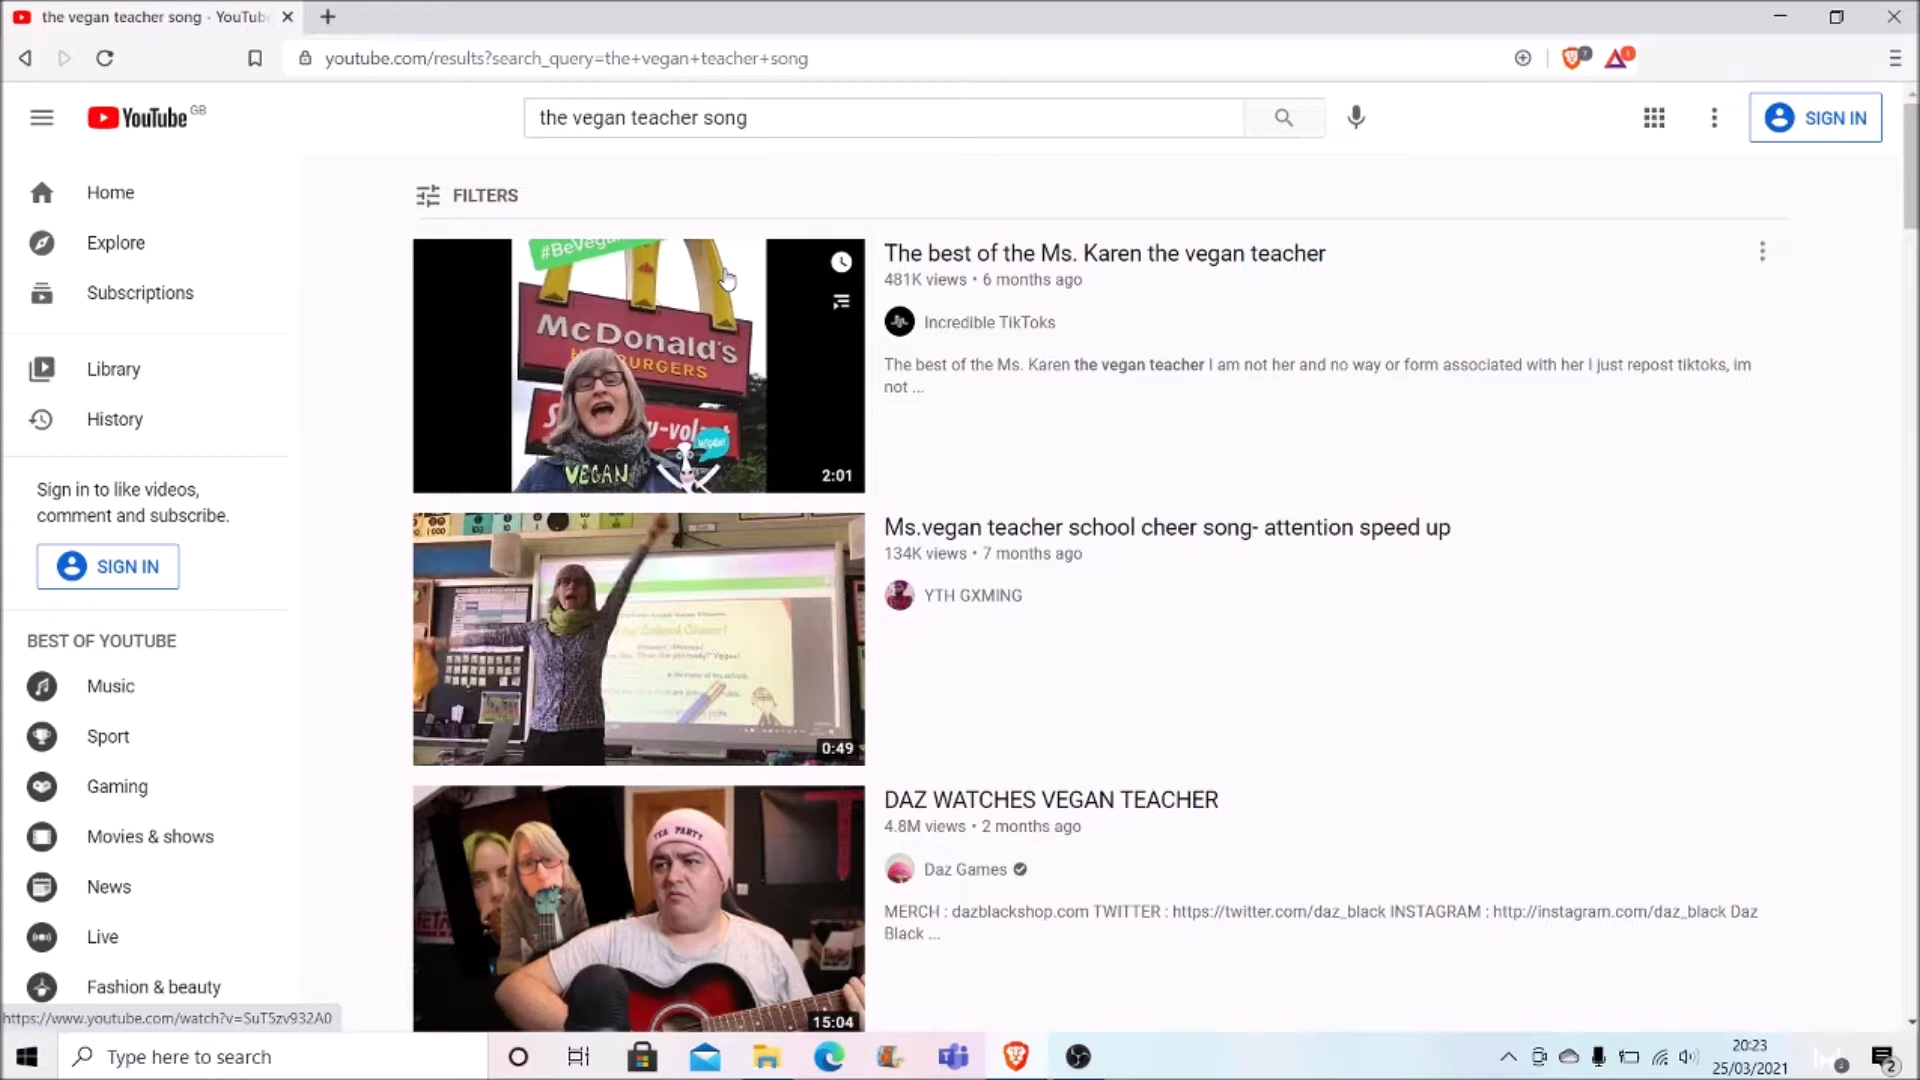 the vegan teacher song - YouTub
youtube.com/results?search_query=the+vegan+teacher+song
7
1
YouTube GB
the vegan teacher song
SIGN IN
Home
Explore
Subscriptions
Library
History
Sign in to like videos,
comment and subscribe.
SIGN IN
BEST OF YOUTUBE
Music
Sport
Gaming
Movies & shows
News
Live
Fashion & beauty
https://www.youtube.com/watch?v=SuT5zv932A0
FILTERS
#BeVega
McDonald's
URGERS
u-vol
VEGAN
2:01
The best of the Ms. Karen the vegan teacher
481K views • 6 months ago
Incredible TikToks
The best of the Ms. Karen the vegan teacher I am not her and no way or form associated with her I just repost tiktoks, im
not ...
0:49
Ms.vegan teacher school cheer song- attention speed up
134K views • 7 months ago
YTH GXMING
TEA PARTY
15:04
DAZ WATCHES VEGAN TEACHER
4.8M views • 2 months ago
Daz Games
MERCH : dazblackshop.com TWITTER : https://twitter.com/daz_black INSTAGRAM : http://instagram.com/daz_black Daz
Black ...
Type here to search
20:23
25/03/2021
2